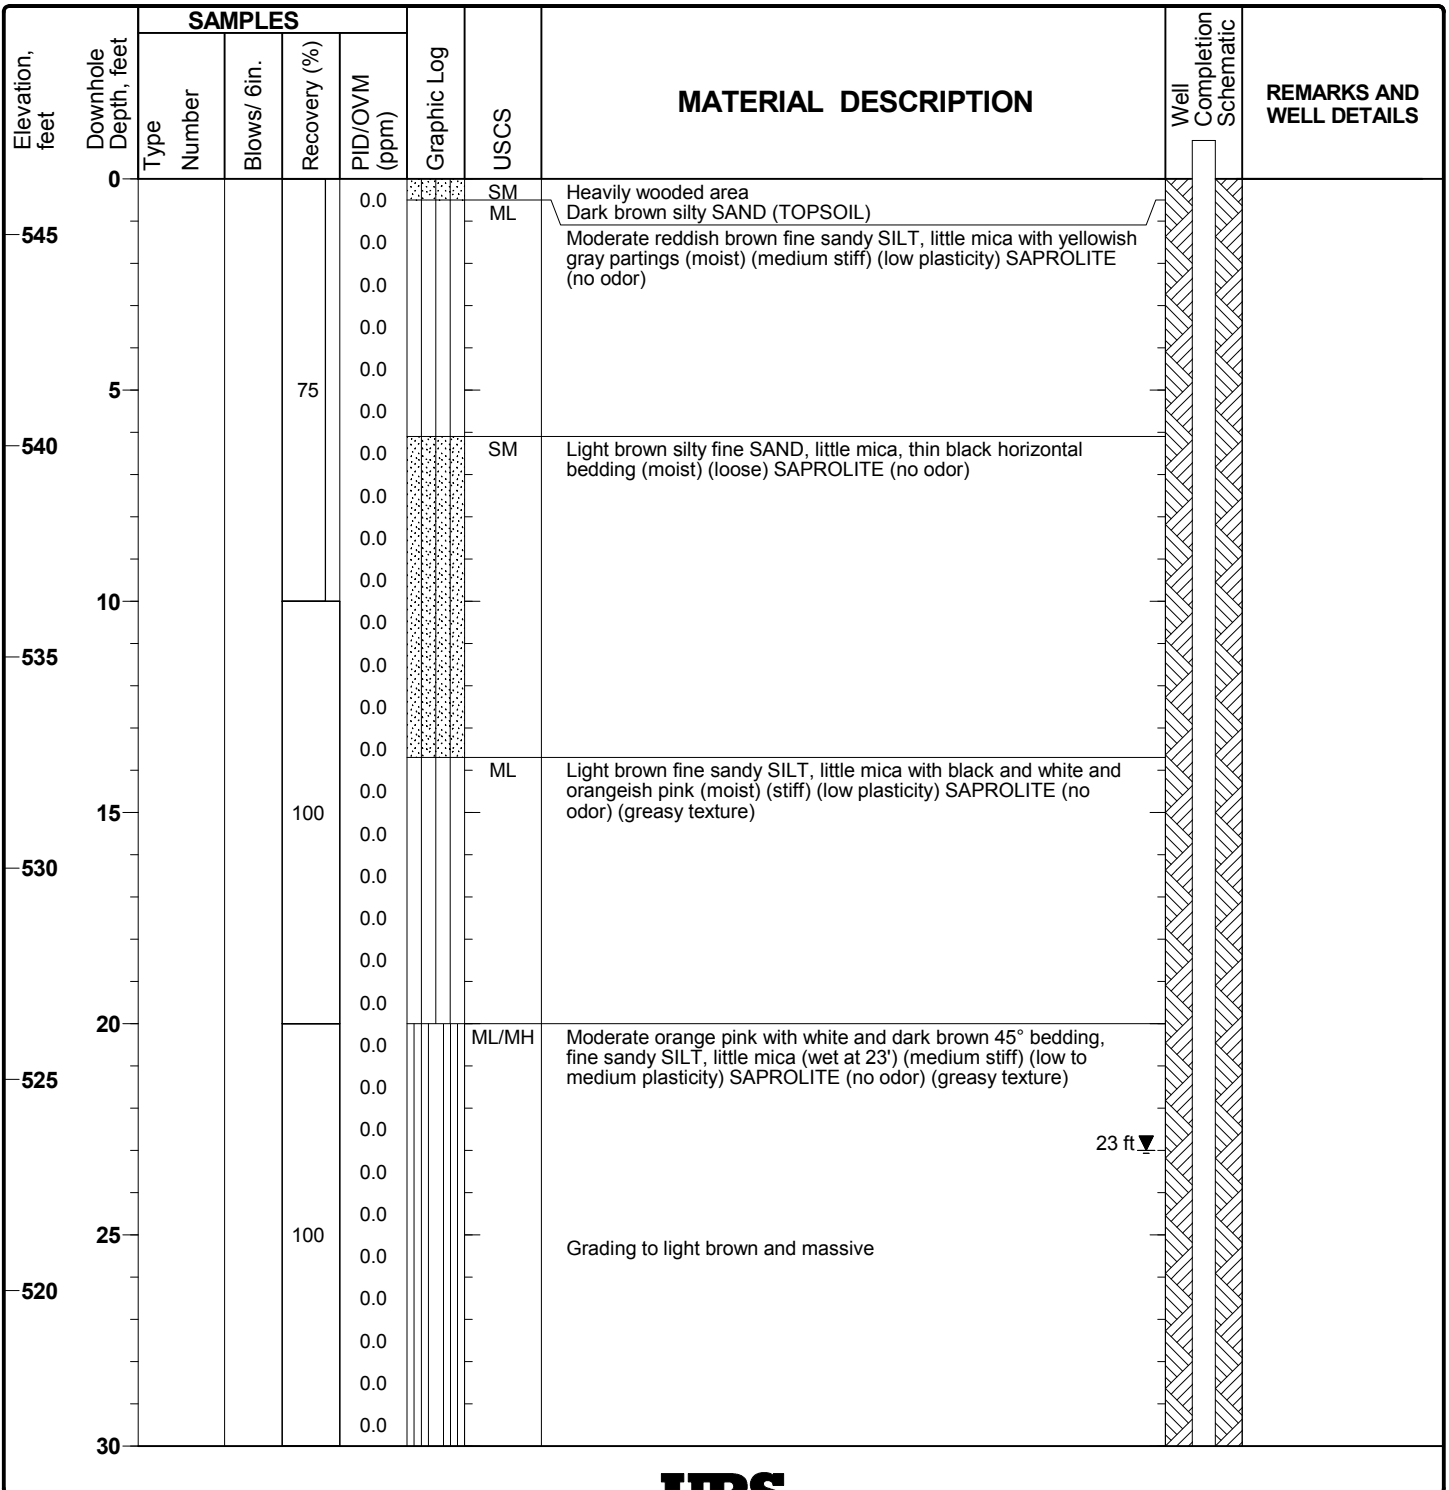 SAMPLES
Elevation,
feet
Downhole
Depth, feet
Type
Number
Blows/ 6in.
Recovery (%)
PID/OVM
(ppm)
Graphic Log
USCS
MATERIAL DESCRIPTION
Well
Completion
Schematic
REMARKS AND
WELL DETAILS
0
0.0
SM
Heavily wooded area
ML
Dark brown silty SAND (TOPSOIL)
545
0.0
Moderate reddish brown fine sandy SILT, little mica with yellowish
gray partings (moist) (medium stiff) (low plasticity) SAPROLITE
(no odor)
0.0
0.0
0.0
5
75
0.0
540
0.0
SM
Light brown silty fine SAND, little mica, thin black horizontal
bedding (moist) (loose) SAPROLITE (no odor)
0.0
0.0
0.0
10
0.0
535
0.0
0.0
0.0
ML
Light brown fine sandy SILT, little mica with black and white and
orangeish pink (moist) (stiff) (low plasticity) SAPROLITE (no
odor) (greasy texture)
0.0
15
100
0.0
530
0.0
0.0
0.0
0.0
20
0.0
ML/MH
Moderate orange pink with white and dark brown 45° bedding,
fine sandy SILT, little mica (wet at 23') (medium stiff) (low to
medium plasticity) SAPROLITE (no odor) (greasy texture)
525
0.0
0.0
23 ft
0.0
0.0
25
100
0.0
Grading to light brown and massive
520
0.0
0.0
0.0
0.0
30